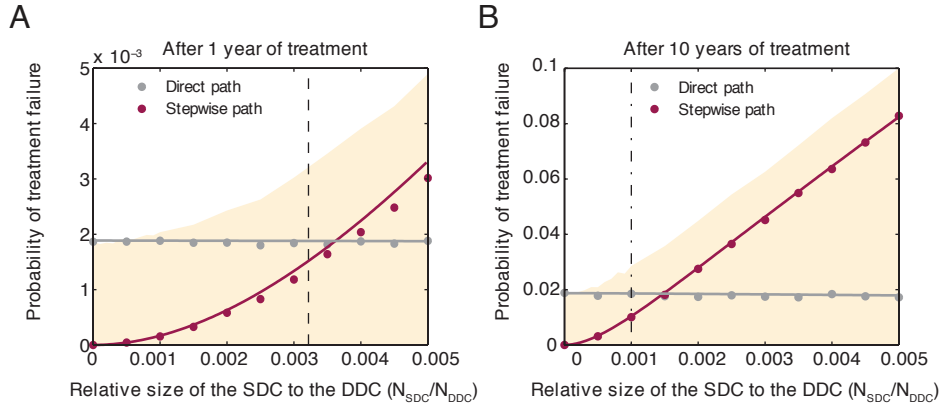 A
After 1 year of treatment
× 10⁻³
Probability of treatment failure
5
4
3
2
1
0
Direct path
Stepwise path
0 0.001 0.002 0.003 0.004 0.005
Relative size of the SDC to the DDC (N_SDC/N_DDC)
B
After 10 years of treatment
Probability of treatment failure
0.1
0.08
0.06
0.04
0.02
0
Direct path
Stepwise path
0 0.001 0.002 0.003 0.004 0.005
Relative size of the SDC to the DDC (N_SDC/N_DDC)